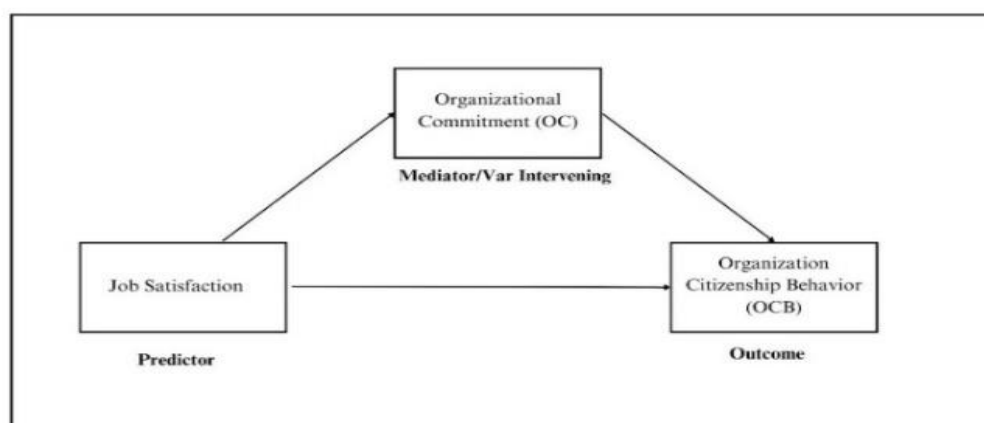 Organizational
Commitment (OC)
Mediator/Var Intervening
Job Satisfaction
Predictor
Organization
Citizenship Behavior
(OCB)
Outcome